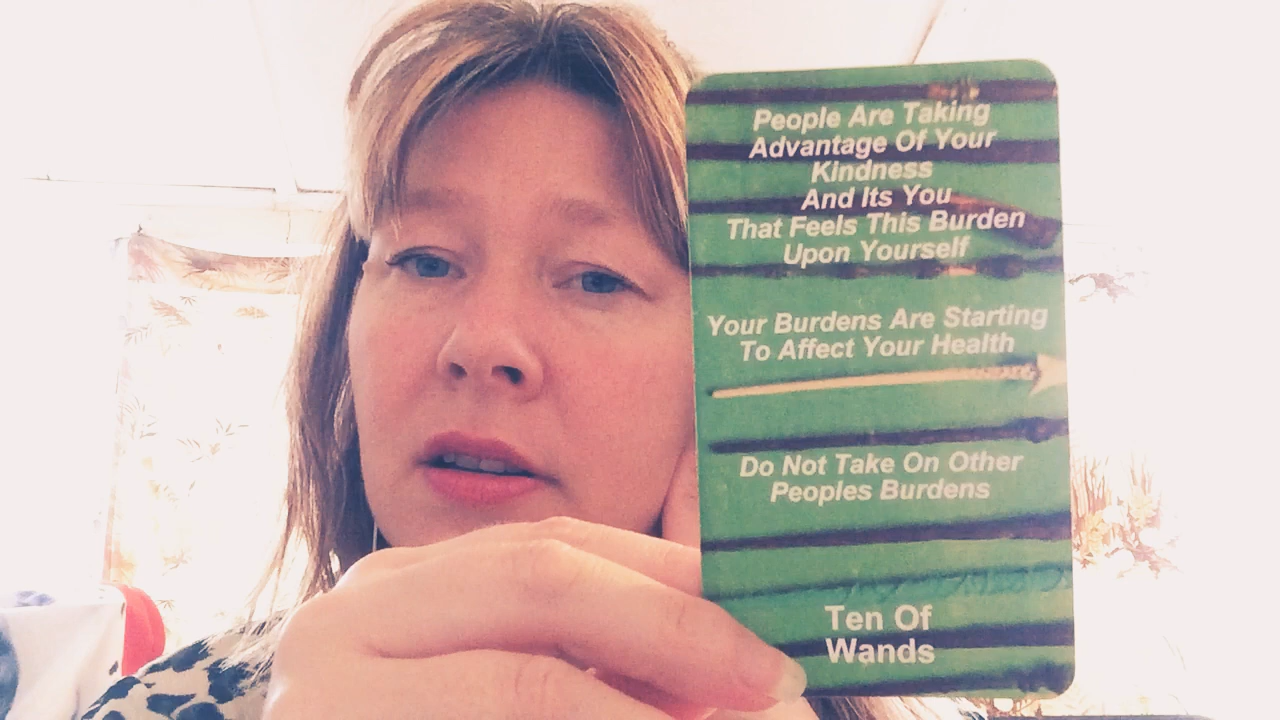 People Are Taking
Advantage Of Your
Kindness
And Its You
That Feels This Burden
Upon Yourself
Your Burdens Are Starting
To Affect Your Health
Do Not Take On Other
Peoples Burdens
Ten Of
Wands